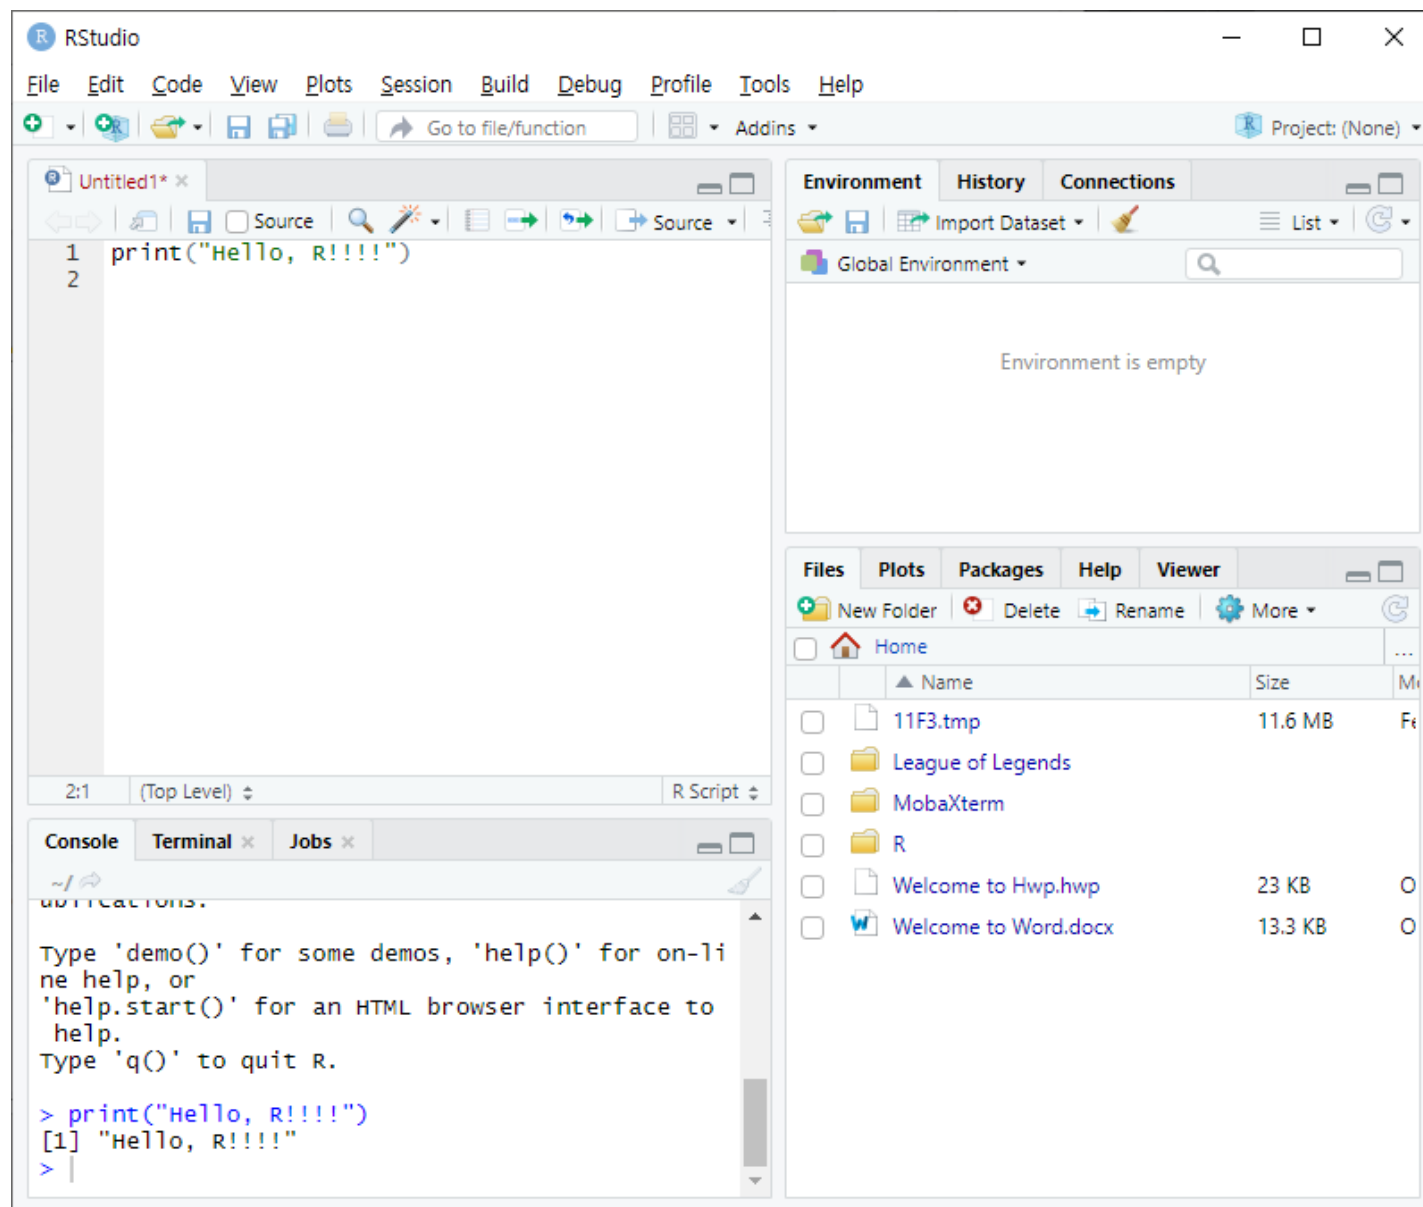 RStudio
File Edit Code View Plots Session Build Debug Profile Tools Help
Go to file/function Addins Project: (None)
Untitled1*
Source Source
1 print("Hello, R!!!!")
2
2:1 (Top Level) R Script
Console Terminal Jobs
~/
ublications.
Type 'demo()' for some demos, 'help()' for on-li
ne help, or
'help.start()' for an HTML browser interface to
help.
Type 'q()' to quit R.
> print("Hello, R!!!!")
[1] "Hello, R!!!!"
>
Environment History Connections
Import Dataset List
Global Environment
Environment is empty
Files Plots Packages Help Viewer
New Folder Delete Rename More
Home ...
Name Size
11F3.tmp 11.6 MB
League of Legends
MobaXterm
R
Welcome to Hwp.hwp 23 KB O
Welcome to Word.docx 13.3 KB O